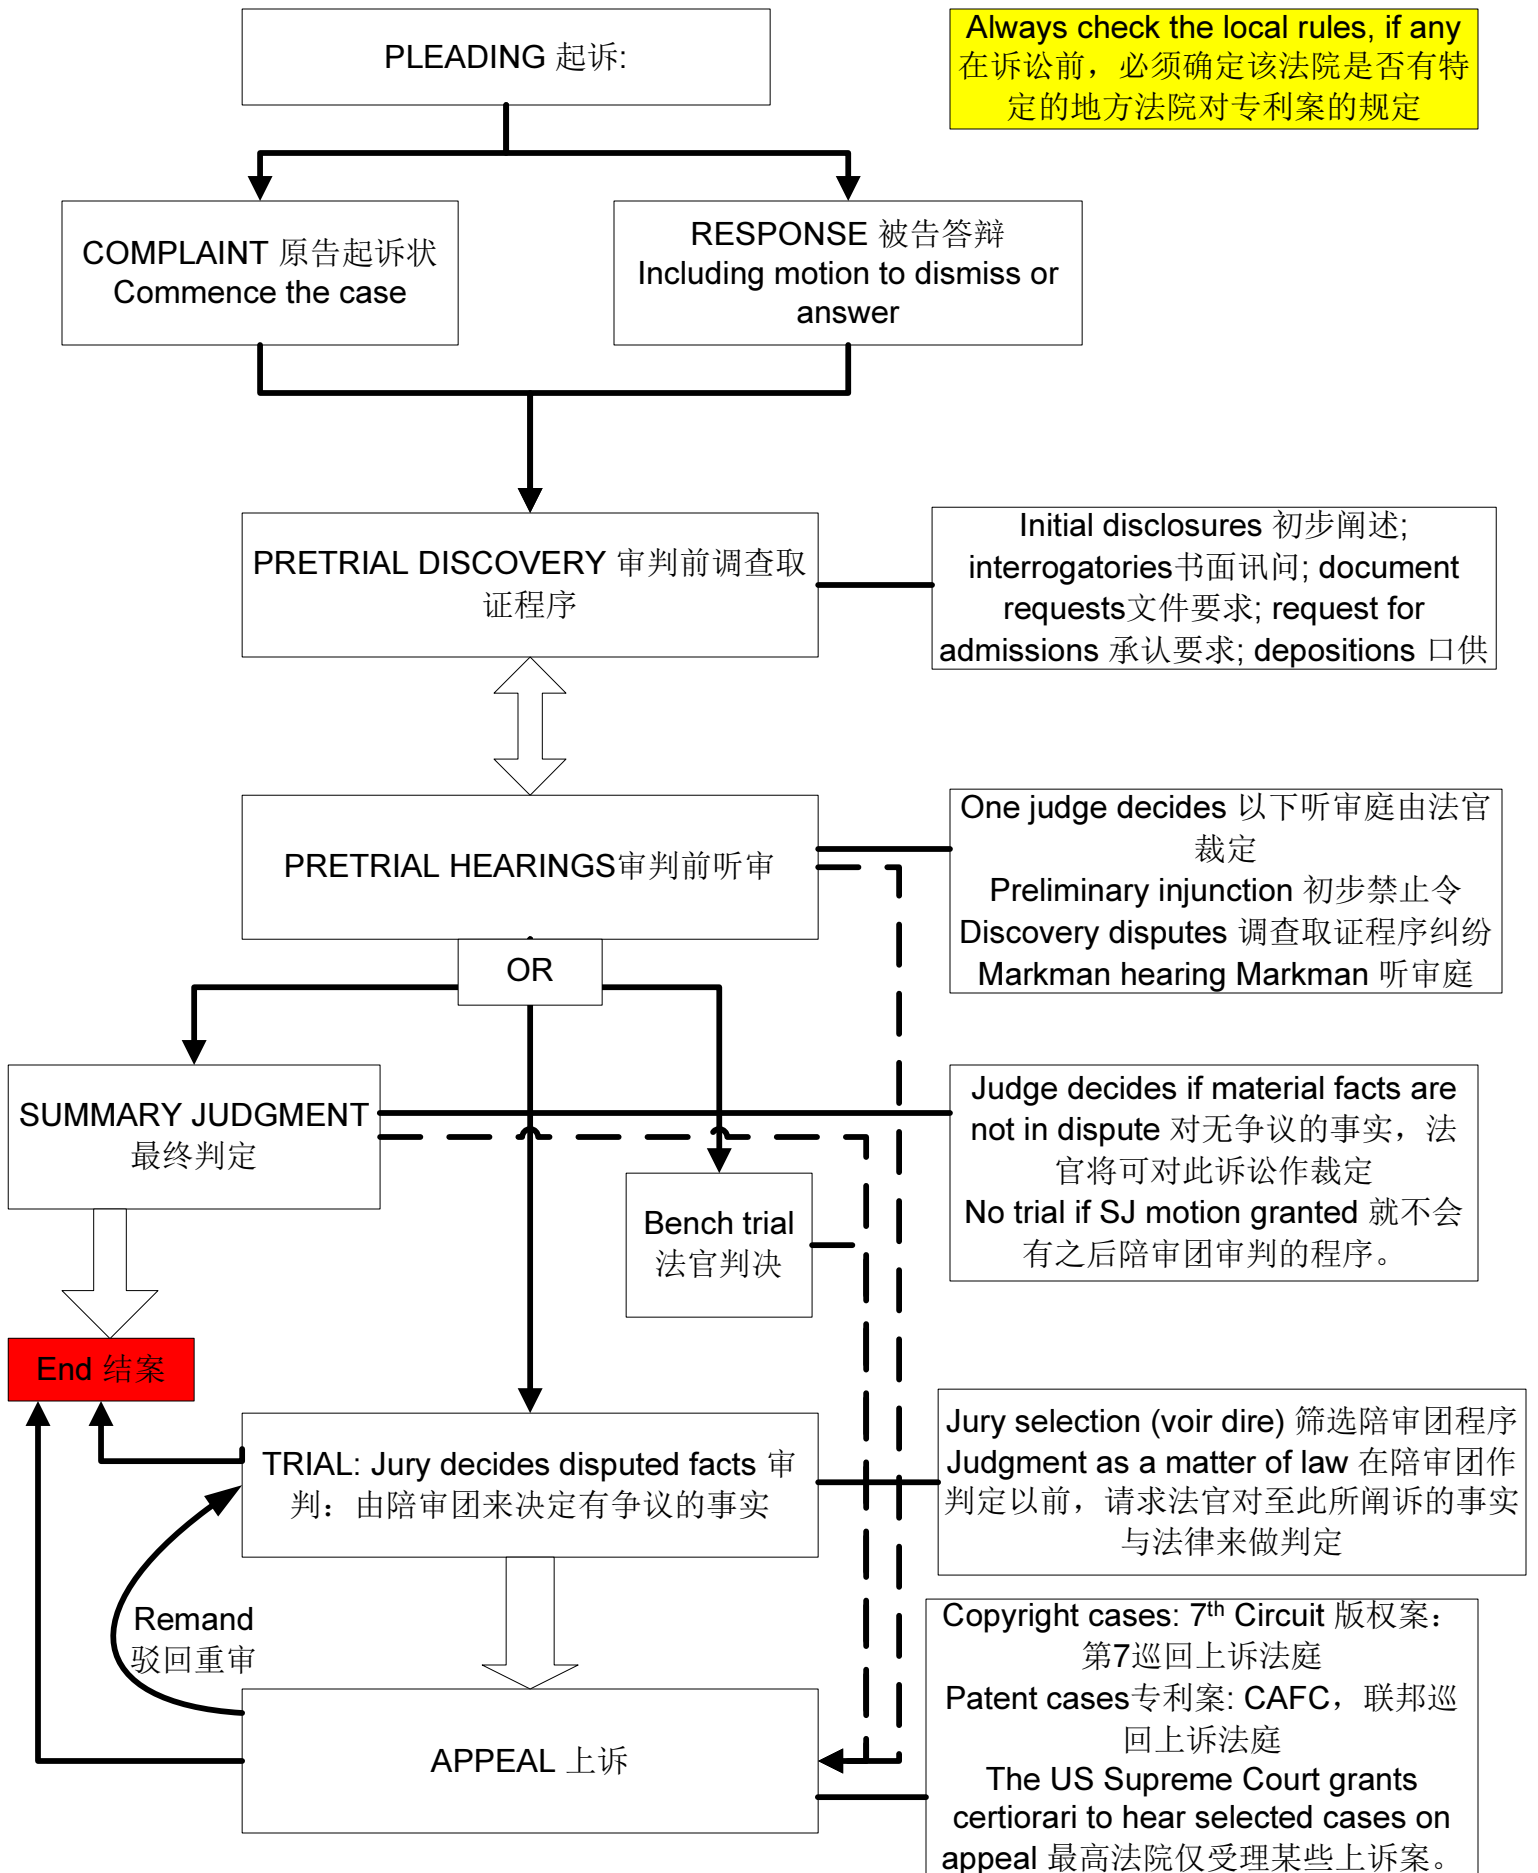 PLEADING 起诉:
Always check the local rules, if any
在诉讼前，必须确定该法院是否有特
定的地方法院对专利案的规定
COMPLAINT 原告起诉状
Commence the case
RESPONSE 被告答辩
Including motion to dismiss or
answer
PRETRIAL DISCOVERY 审判前调查取
证程序
Initial disclosures 初步阐述;
interrogatories书面讯问; document
requests文件要求; request for
admissions 承认要求; depositions 口供
PRETRIAL HEARINGS审判前听审
One judge decides 以下听审庭由法官
裁定
Preliminary injunction 初步禁止令
Discovery disputes 调查取证程序纠纷
Markman hearing Markman 听审庭
OR
SUMMARY JUDGMENT
最终判定
Judge decides if material facts are
not in dispute 对无争议的事实，法
官将可对此诉讼作裁定
No trial if SJ motion granted 就不会
有之后陪审团审判的程序。
Bench trial
法官判决
End 结案
TRIAL: Jury decides disputed facts 审
判：由陪审团来决定有争议的事实
Jury selection (voir dire) 筛选陪审团程序
Judgment as a matter of law 在陪审团作
判定以前，请求法官对至此所阐诉的事实
与法律来做判定
Remand
驳回重审
APPEAL 上诉
Copyright cases: 7th Circuit 版权案：
第7巡回上诉法庭
Patent cases专利案: CAFC，联邦巡
回上诉法庭
The US Supreme Court grants
certiorari to hear selected cases on
appeal 最高法院仅受理某些上诉案。